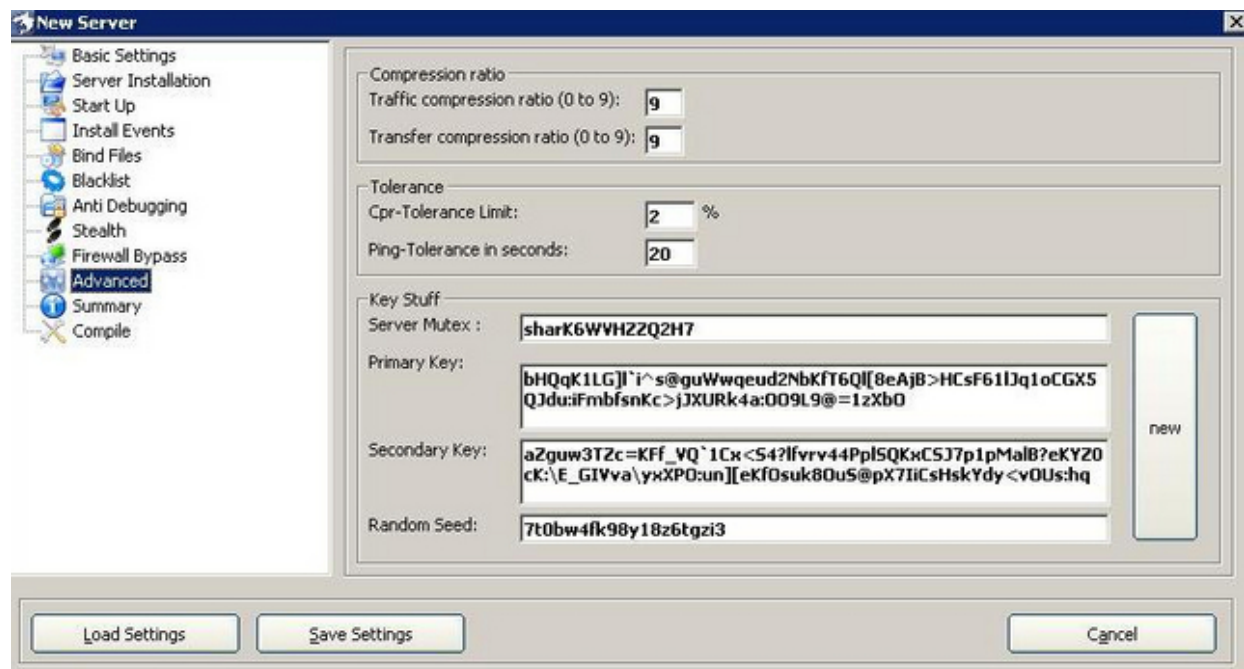 New Server
Basic Settings
Server Installation
Start Up
Install Events
Bind Files
Blacklist
Anti Debugging
Stealth
Firewall Bypass
Advanced
Summary
Compile
Compression ratio
Traffic compression ratio (0 to 9): 9
Transfer compression ratio (0 to 9): 9
Tolerance
Cpr-Tolerance Limit: 2 %
Ping-Tolerance in seconds: 20
Key Stuff
Server Mutex : sharK6WVHZZQ2H7
Primary Key:
bHQqK1LG]l`i^s@guWwqeud2NbKfT6Ql[8eAjB>HCsF61lJq1oCGX5
QJdu:iFmbfsnKc>jJXURk4a:OO9L9@=1zXbO
Secondary Key:
aZguw3TZc=KFf_VQ`1Cx<S4?lfvrv44PplSQKxCSJ7p1pMalB?eKYZ0
cK:\E_GIVva\yxXPO:un][eKfOsuk8OuS@pX7IiCsHskYdy<vOUs:hq
Random Seed: 7t0bw4fk98y18z6tgzi3
new
Load Settings
Save Settings
Cancel